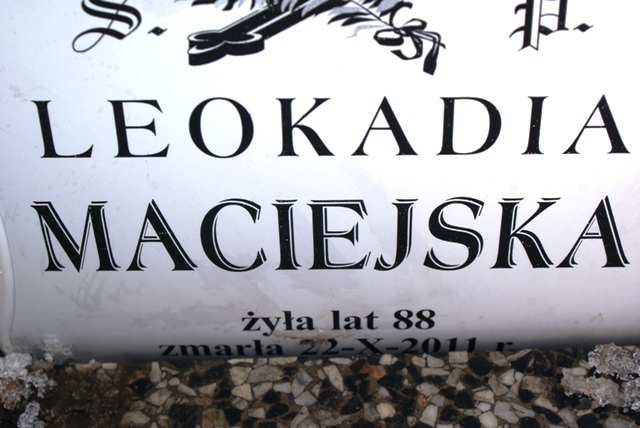 Ś. P.
LEOKADIA
MACIEJSKA
żyła lat 88
zmarła 22-X-2011 r.